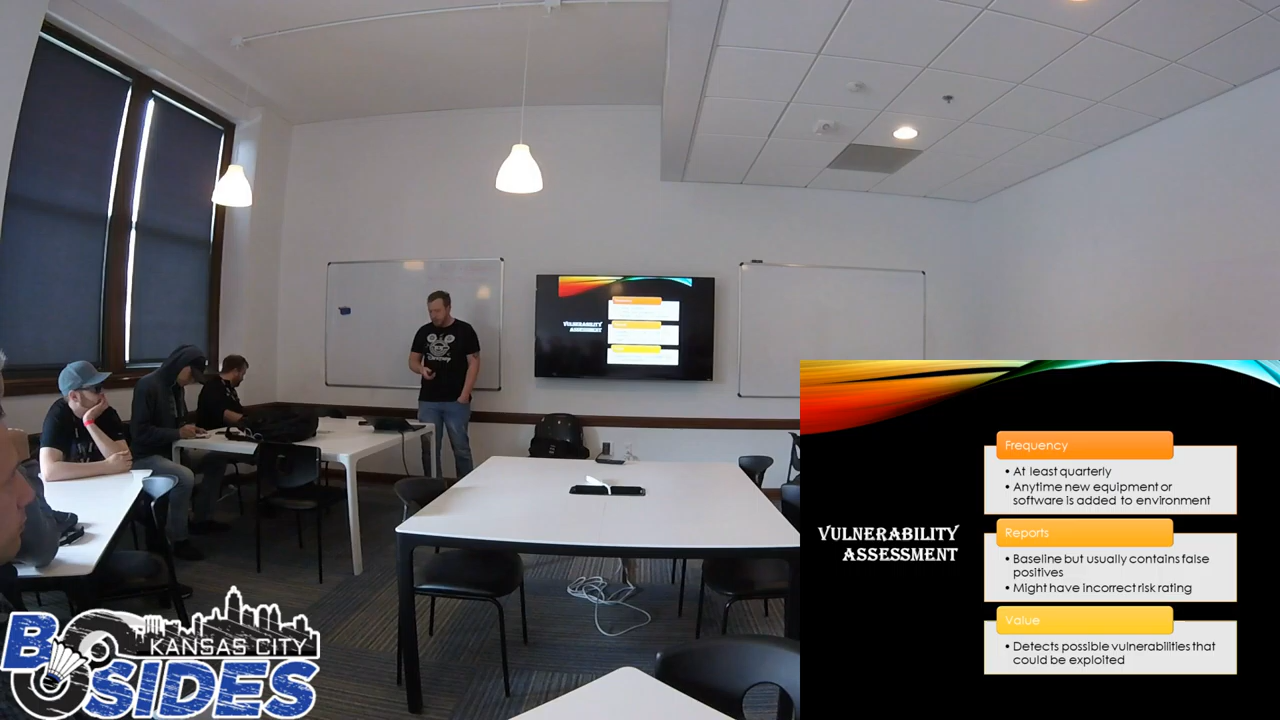 VULNERABILITY
ASSESSMENT
Frequency
• At least quarterly
• Anytime new equipment or
software is added to environment
Reports
• Baseline but usually contains false
positives
• Might have incorrect risk rating
Value
• Detects possible vulnerabilities that
could be exploited
VULNERABILITY
ASSESSMENT
B
SIDES
KANSAS CITY